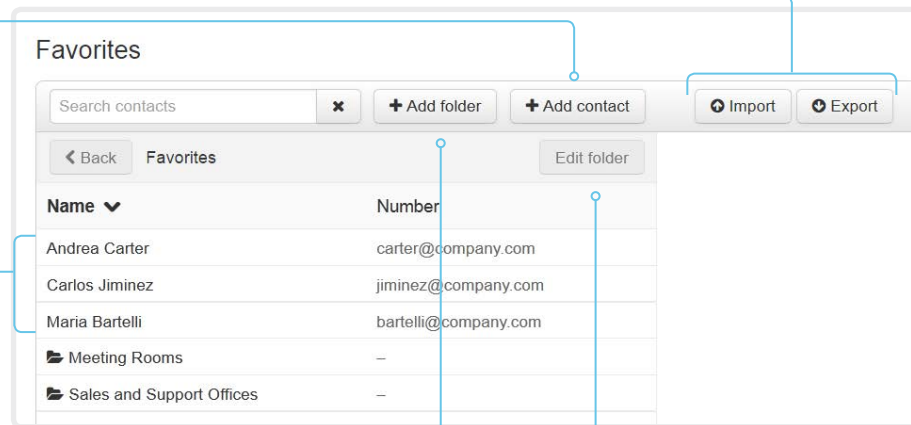 Favorites
Search contacts ✖ + Add folder + Add contact Import Export
Back Favorites Edit folder
Name Number
Andrea Carter carter@company.com
Carlos Jiminez jiminez@company.com
Maria Bartelli bartelli@company.com
Meeting Rooms –
Sales and Support Offices –